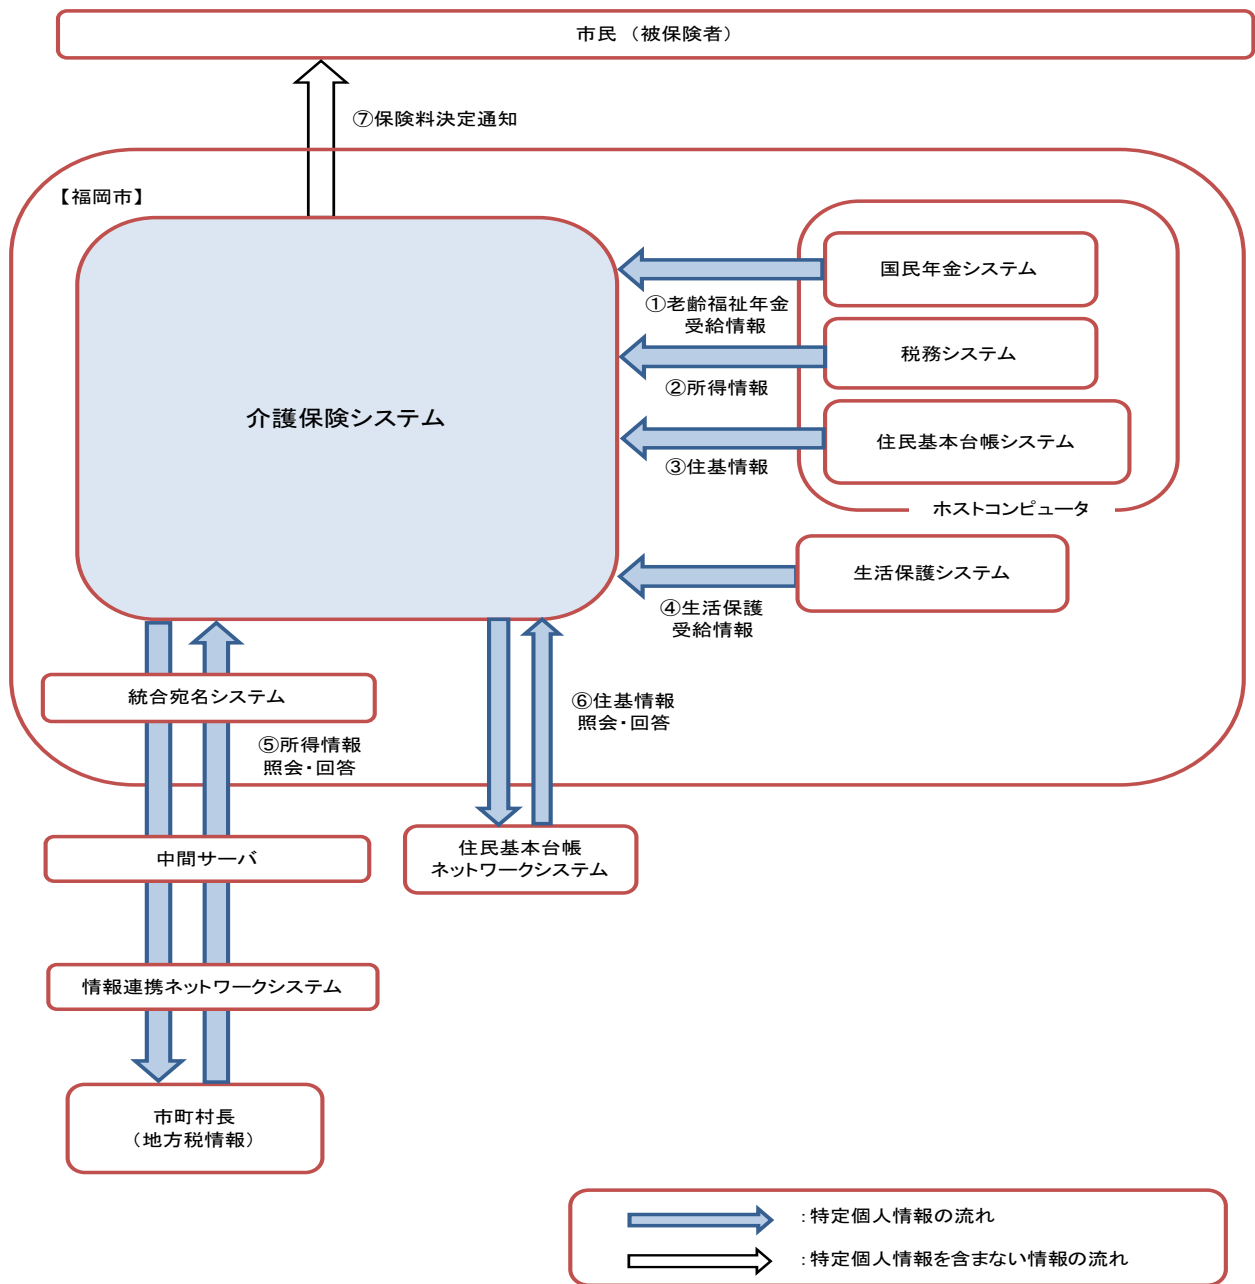 市民（被保険者）
⑦保険料決定通知
【福岡市】
介護保険システム
国民年金システム
①老齢福祉年金
受給情報
税務システム
②所得情報
住民基本台帳システム
③住基情報
ホストコンピュータ
生活保護システム
④生活保護
受給情報
統合宛名システム
⑤所得情報
照会・回答
⑥住基情報
照会・回答
中間サーバ
住民基本台帳
ネットワークシステム
情報連携ネットワークシステム
市町村長
（地方税情報）
：特定個人情報の流れ
：特定個人情報を含まない情報の流れ